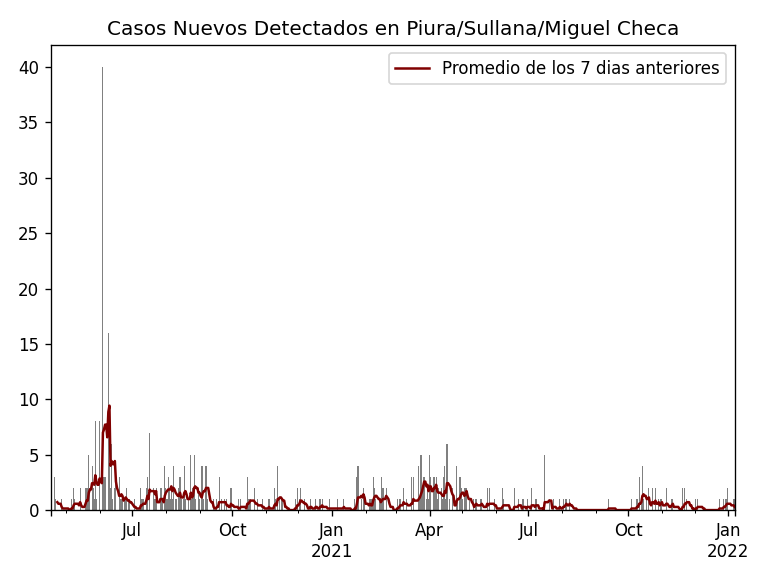 Casos Nuevos Detectados en Piura/Sullana/Miguel Checa
Promedio de los 7 dias anteriores
40
35
30
25
20
15
10
5
0
Jul
Oct
Jan
2021
Apr
Jul
Oct
Jan
2022